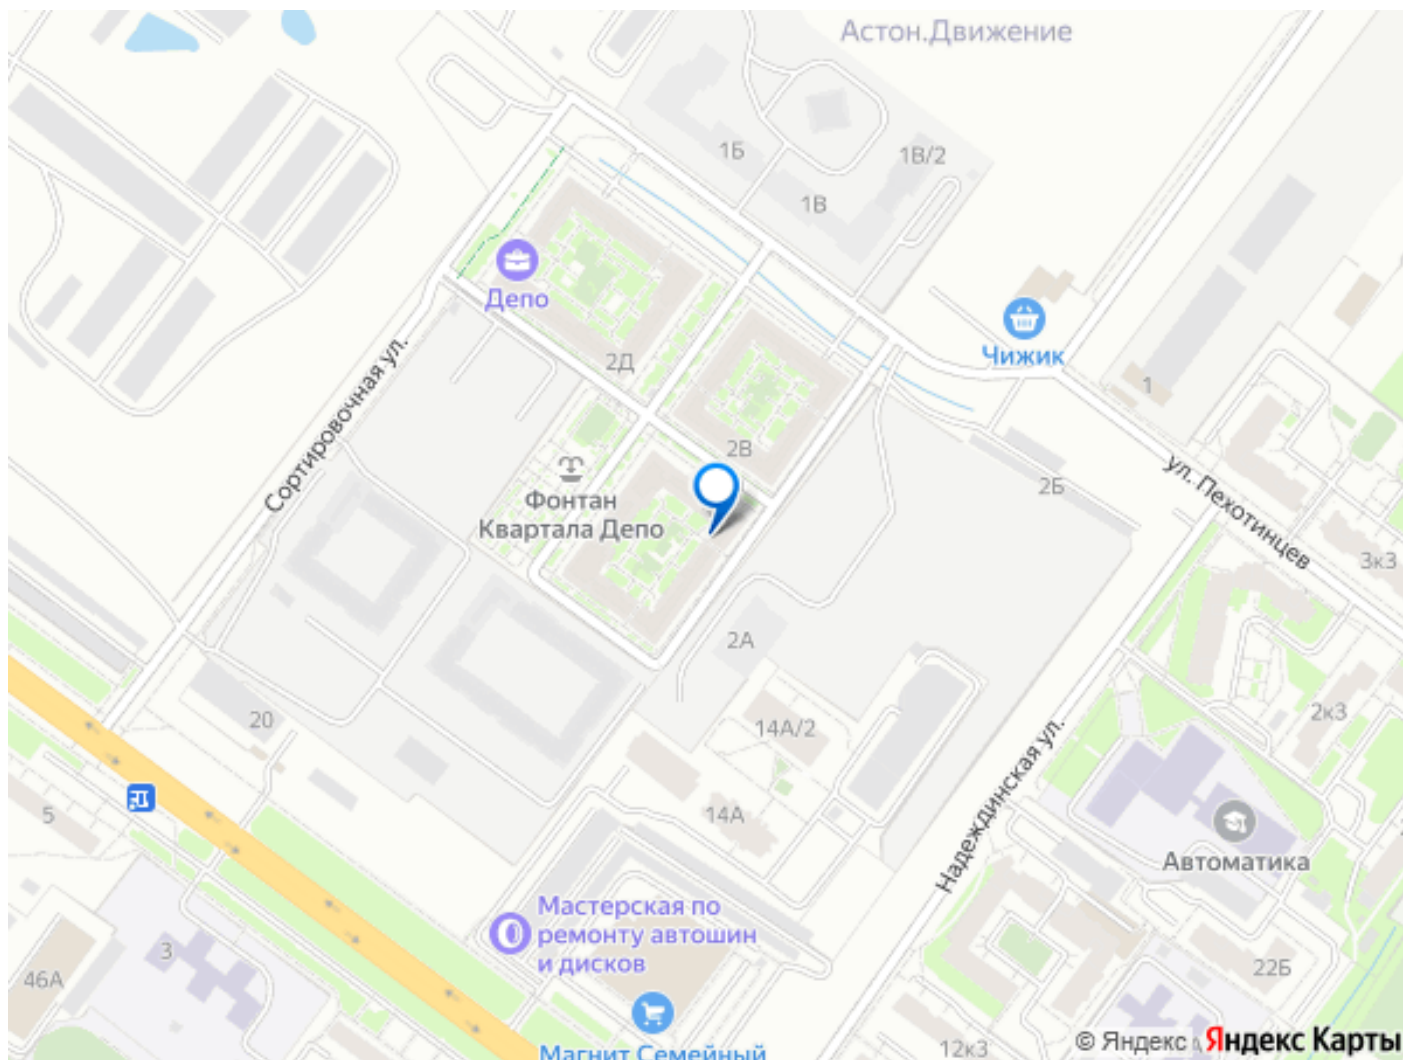 Астон.Движение
1Б
1В/2
1В
Депо
Чижик
2Д
1
Сортировочная ул.
2В
ул. Пехотинцев
2Б
Фонтан
Квартала Депо
3к3
2А
2к3
20
14А/2
Надеждинская ул.
5
14А
Автоматика
Мастерская по
ремонту автошин
и дисков
3
46А
22Б
Магнит Семейный
12к3
© Яндекс Яндекс Карты